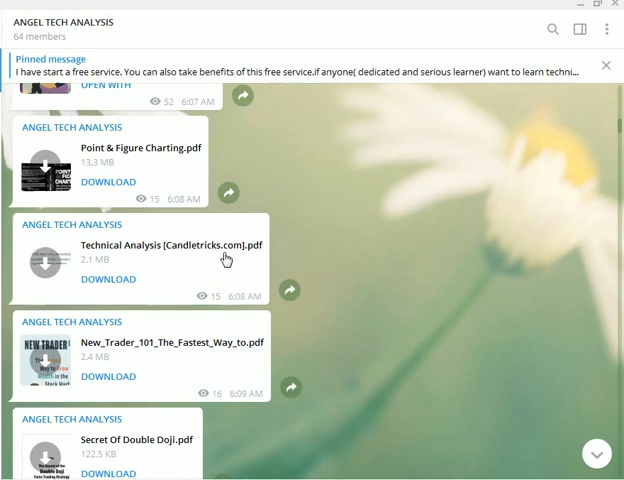 ANGEL TECH ANALYSIS
64 members
Pinned message
I have start a free service. You can also take benefits of this free service.if anyone( dedicated and serious learner) want to learn techni...
OPEN WITH
52 6:07 AM
ANGEL TECH ANALYSIS
Point & Figure Charting.pdf
13.3 MB
DOWNLOAD
15 6:08 AM
ANGEL TECH ANALYSIS
Technical Analysis [Candletricks.com].pdf
2.1 MB
DOWNLOAD
15 6:08 AM
ANGEL TECH ANALYSIS
New_Trader_101_The_Fastest_Way_to.pdf
2.4 MB
NEW TRADER
DOWNLOAD
16 6:09 AM
ANGEL TECH ANALYSIS
Secret Of Double Doji.pdf
122.5 KB
DOWNLOAD